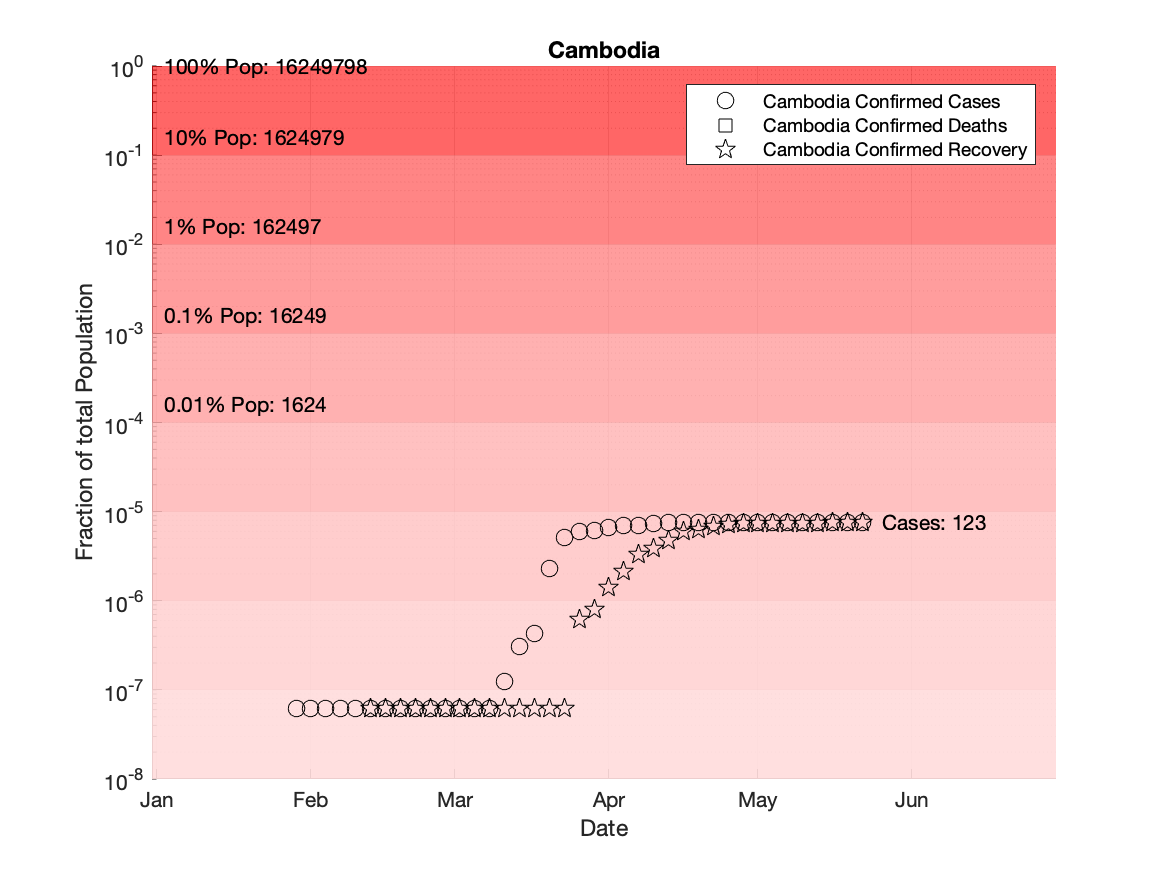 Cambodia
10^0
100% Pop: 16249798
Cambodia Confirmed Cases
Cambodia Confirmed Deaths
Cambodia Confirmed Recovery
10% Pop: 1624979
10^-1
1% Pop: 162497
10^-2
0.1% Pop: 16249
10^-3
0.01% Pop: 1624
10^-4
10^-5
Cases: 123
10^-6
10^-7
10^-8
Fraction of total Population
Jan Feb Mar Apr May Jun
Date